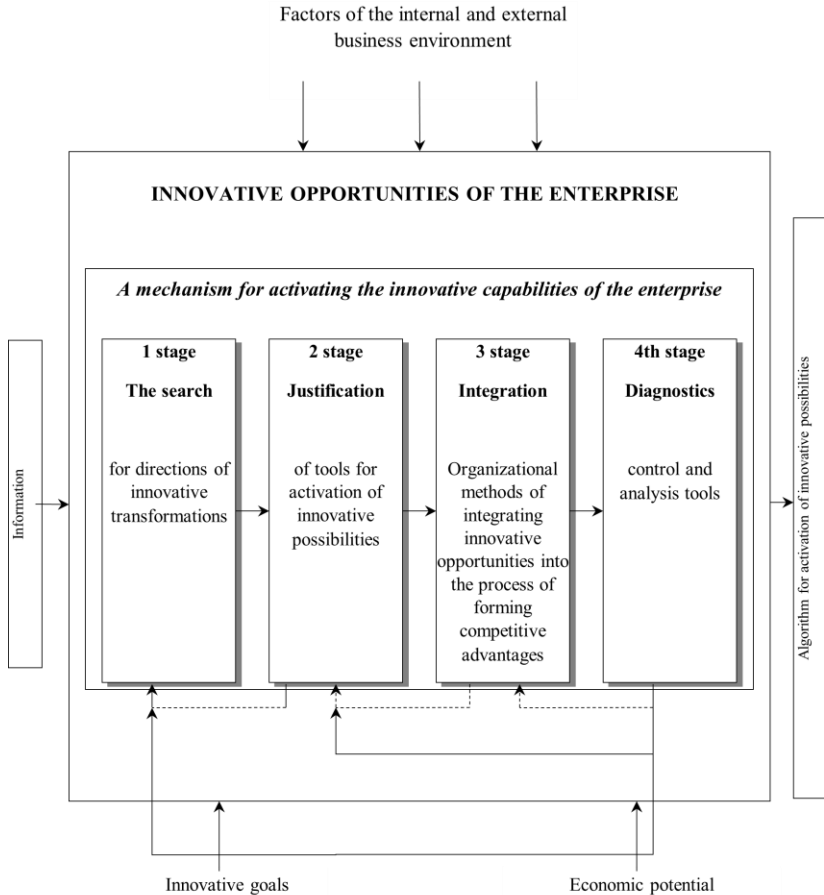 Factors of the internal and external
business environment
INNOVATIVE OPPORTUNITIES OF THE ENTERPRISE
A mechanism for activating the innovative capabilities of the enterprise
Information
1 stage
The search
for directions of
innovative
transformations
2 stage
Justification
of tools for
activation of
innovative
possibilities
3 stage
Integration
Organizational
methods of
integrating
innovative
opportunities into
the process of
forming
competitive
advantages
4th stage
Diagnostics
control and
analysis tools
Algorithm for activation of innovative possibilities
Innovative goals
Economic potential